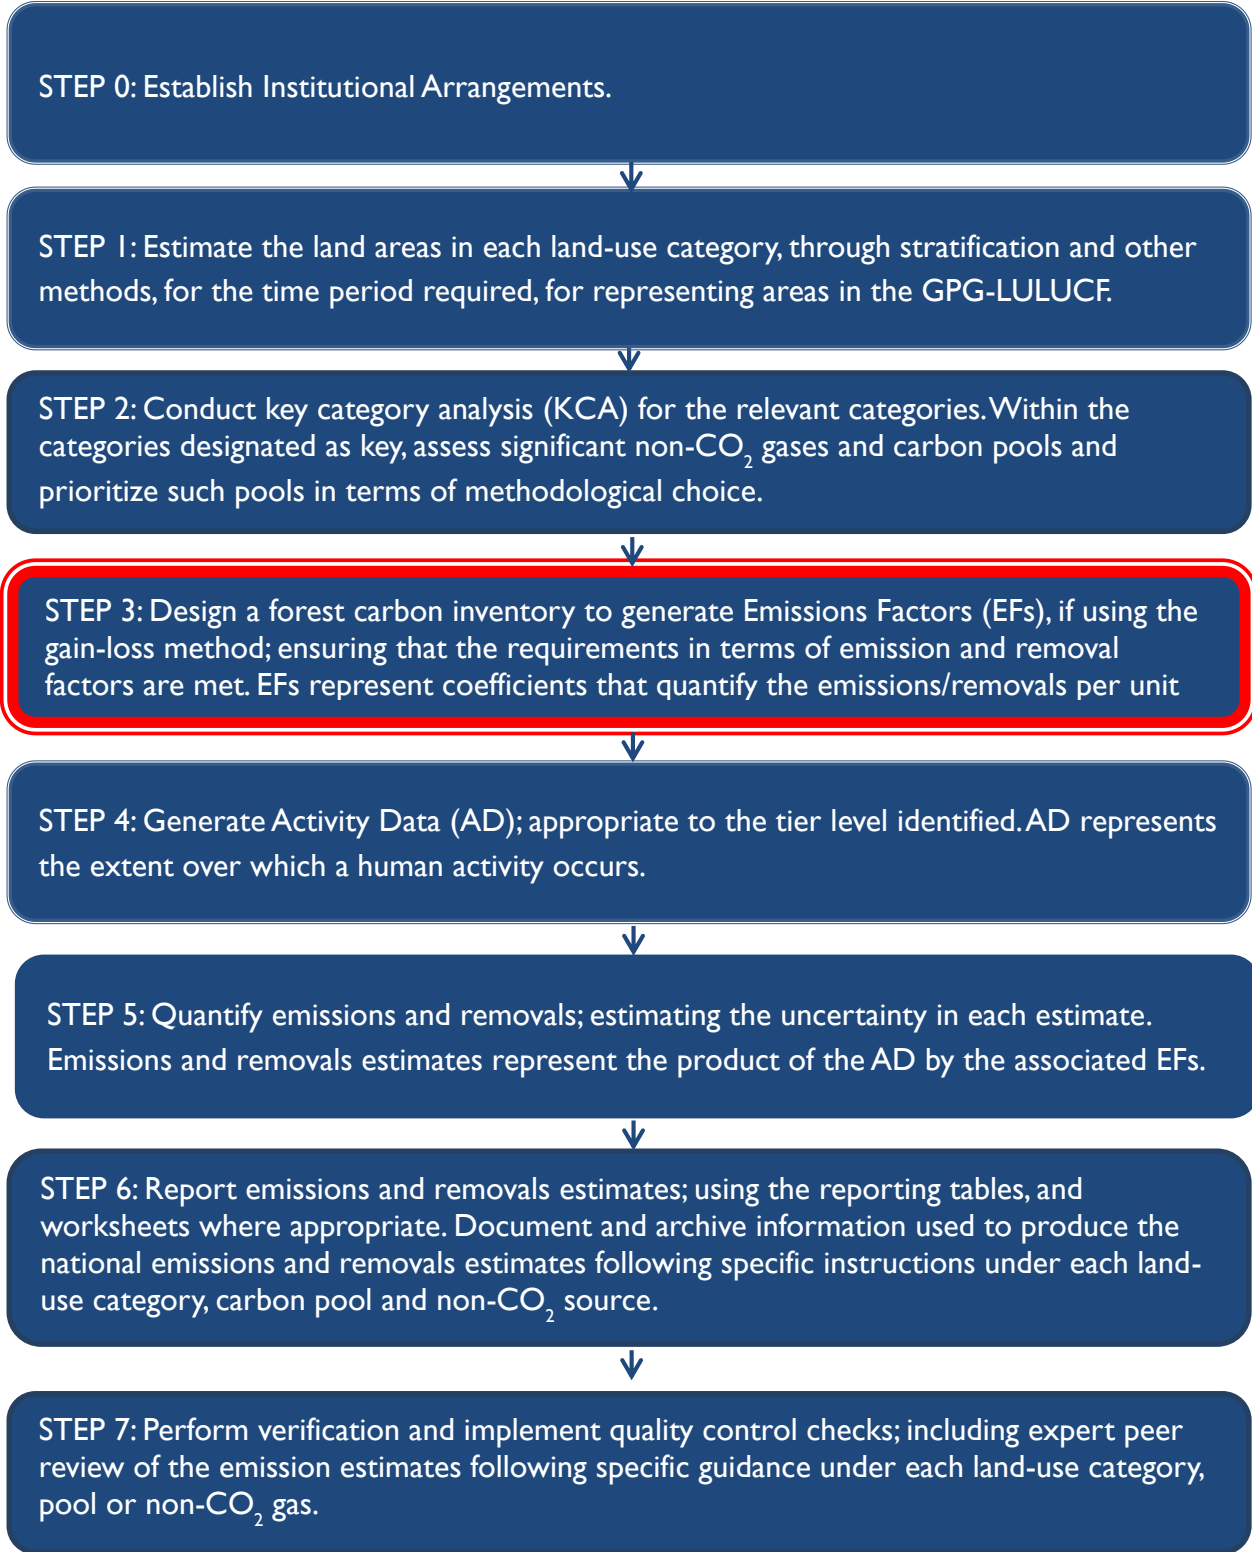 STEP 0: Establish Institutional Arrangements.
STEP 1: Estimate the land areas in each land-use category, through stratification and other
methods, for the time period required, for representing areas in the GPG-LULUCF.
STEP 2: Conduct key category analysis (KCA) for the relevant categories. Within the
categories designated as key, assess significant non-CO₂ gases and carbon pools and
prioritize such pools in terms of methodological choice.
STEP 3: Design a forest carbon inventory to generate Emissions Factors (EFs), if using the
gain-loss method; ensuring that the requirements in terms of emission and removal
factors are met. EFs represent coefficients that quantify the emissions/removals per unit
STEP 4: Generate Activity Data (AD); appropriate to the tier level identified. AD represents
the extent over which a human activity occurs.
STEP 5: Quantify emissions and removals; estimating the uncertainty in each estimate.
Emissions and removals estimates represent the product of the AD by the associated EFs.
STEP 6: Report emissions and removals estimates; using the reporting tables, and
worksheets where appropriate. Document and archive information used to produce the
national emissions and removals estimates following specific instructions under each land-
use category, carbon pool and non-CO₂ source.
STEP 7: Perform verification and implement quality control checks; including expert peer
review of the emission estimates following specific guidance under each land-use category,
pool or non-CO₂ gas.